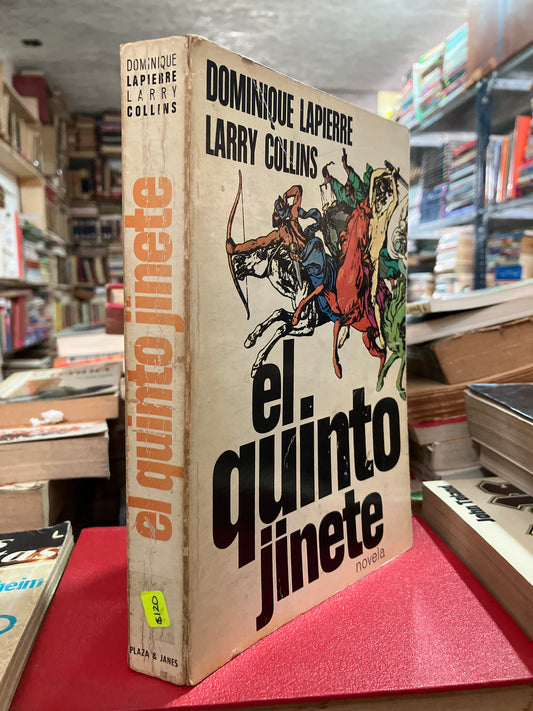 DOMINIQUE
LAPIERRE
LARRY
COLLINS
el quinto jinete
$120
PLAZA & JANES
DOMINIQUE LAPIERRE
LARRY COLLINS
el
quinto
jinete
novela